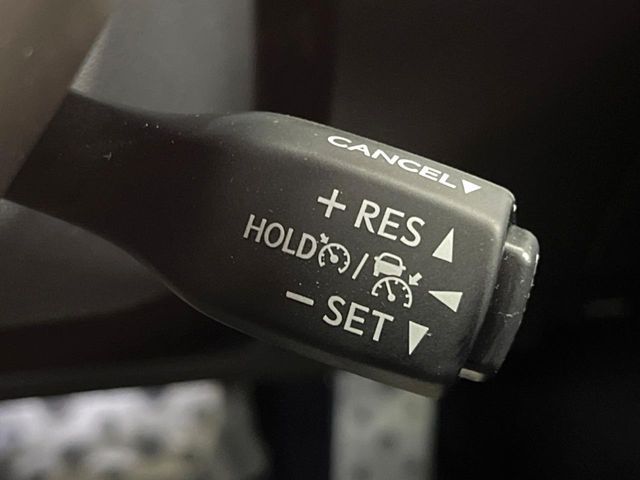 CANCEL▼
+ RES ▲
HOLD /
− SET ▼